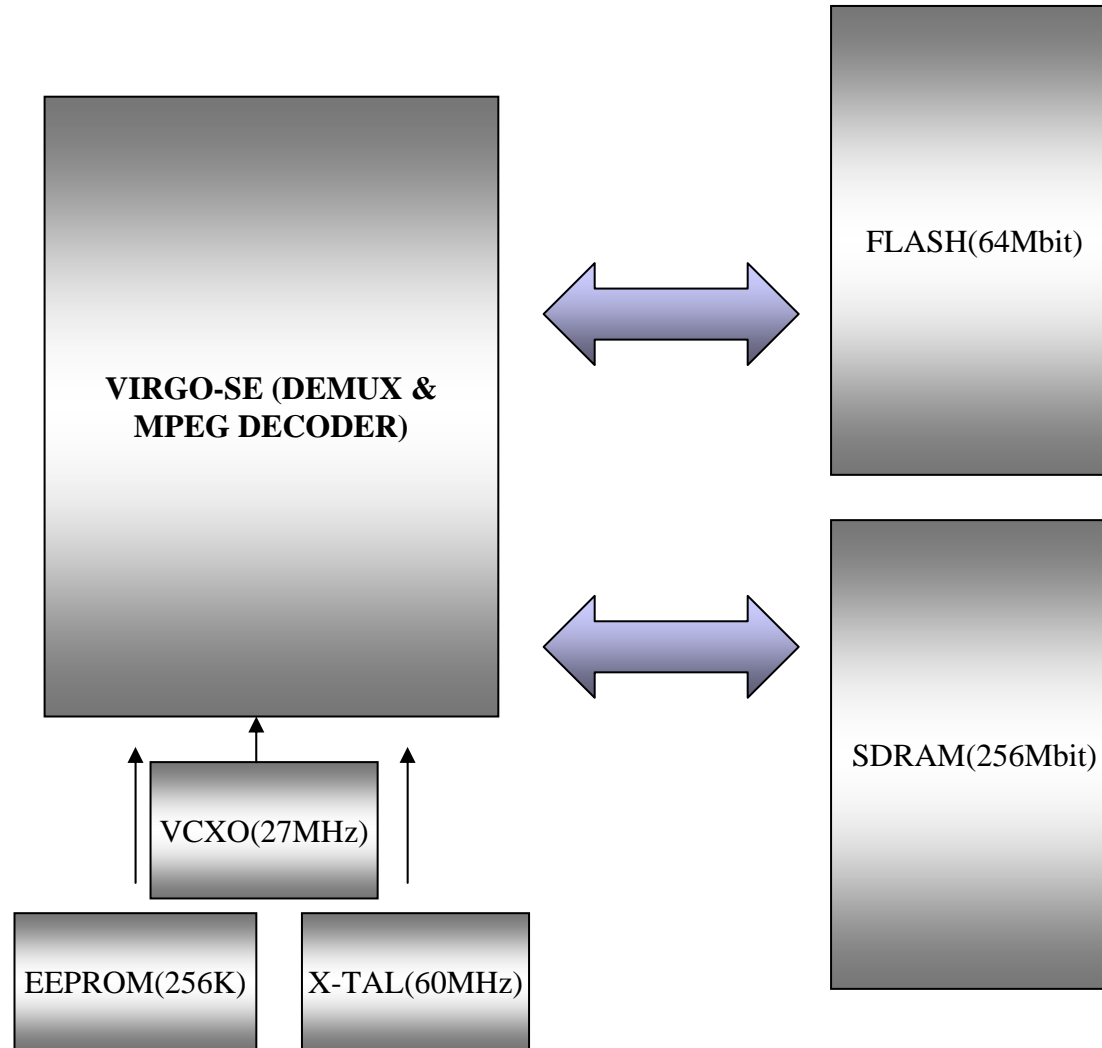 FLASH(64Mbit)
VIRGO-SE (DEMUX &
MPEG DECODER)
SDRAM(256Mbit)
VCXO(27MHz)
EEPROM(256K)
X-TAL(60MHz)